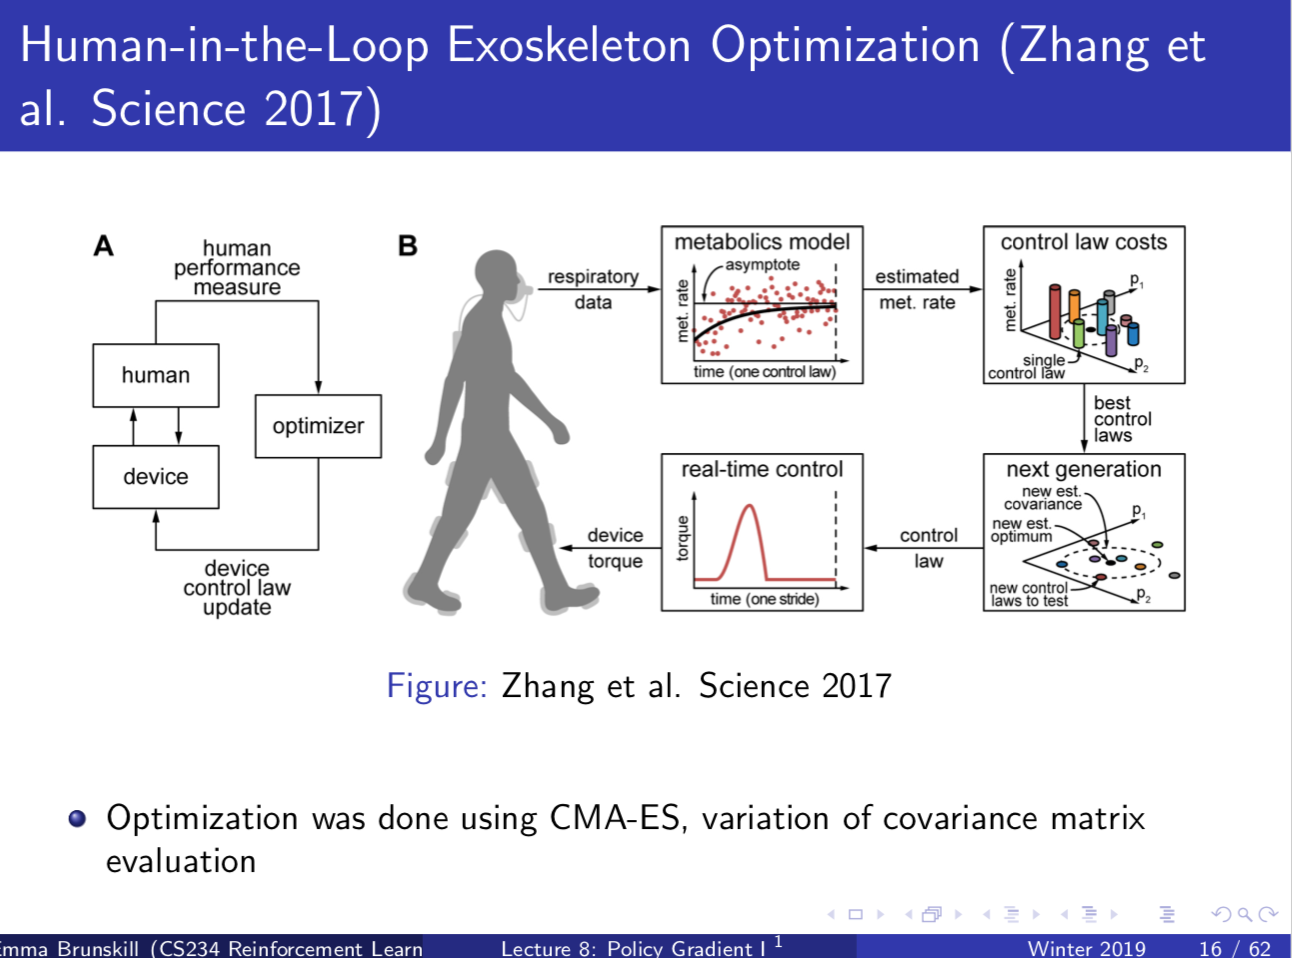 Human-in-the-Loop Exoskeleton Optimization (Zhang et
al. Science 2017)
A
human
performance
measure
human
device
optimizer
device
control law
update
B
respiratory
data
metabolics model
asymptote
met. rate
time (one control law)
estimated
met. rate
control law costs
met. rate
p1
single
control law
p2
best
control
laws
next generation
new est.
covariance
new est.
optimum
p1
new control
laws to test
p2
control
law
real-time control
torque
time (one stride)
device
torque
Figure: Zhang et al. Science 2017
Optimization was done using CMA-ES, variation of covariance matrix
evaluation
Emma Brunskill (CS234 Reinforcement Learn
Lecture 8: Policy Gradient I 1
Winter 2019
16 / 62